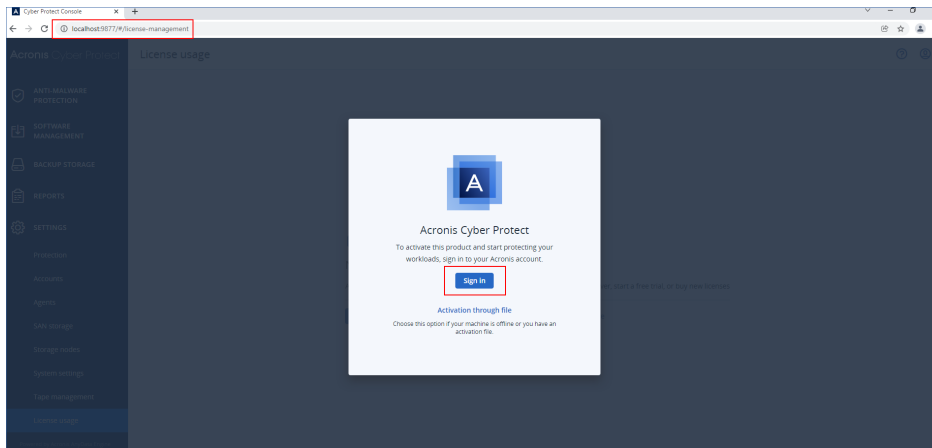 Cyber Protect Console
localhost:9877/#/license-management
Acronis Cyber Protect
License usage
ANTI-MALWARE
PROTECTION
SOFTWARE
MANAGEMENT
BACKUP STORAGE
REPORTS
SETTINGS
Protection
Accounts
Agents
SAN storage
Storage nodes
System settings
Tape management
License usage
Acronis Cyber Protect
To activate this product and start protecting your
workloads, sign in to your Acronis account.
Sign in
Activation through file
Choose this option if your machine is offline or you have an
activation file.